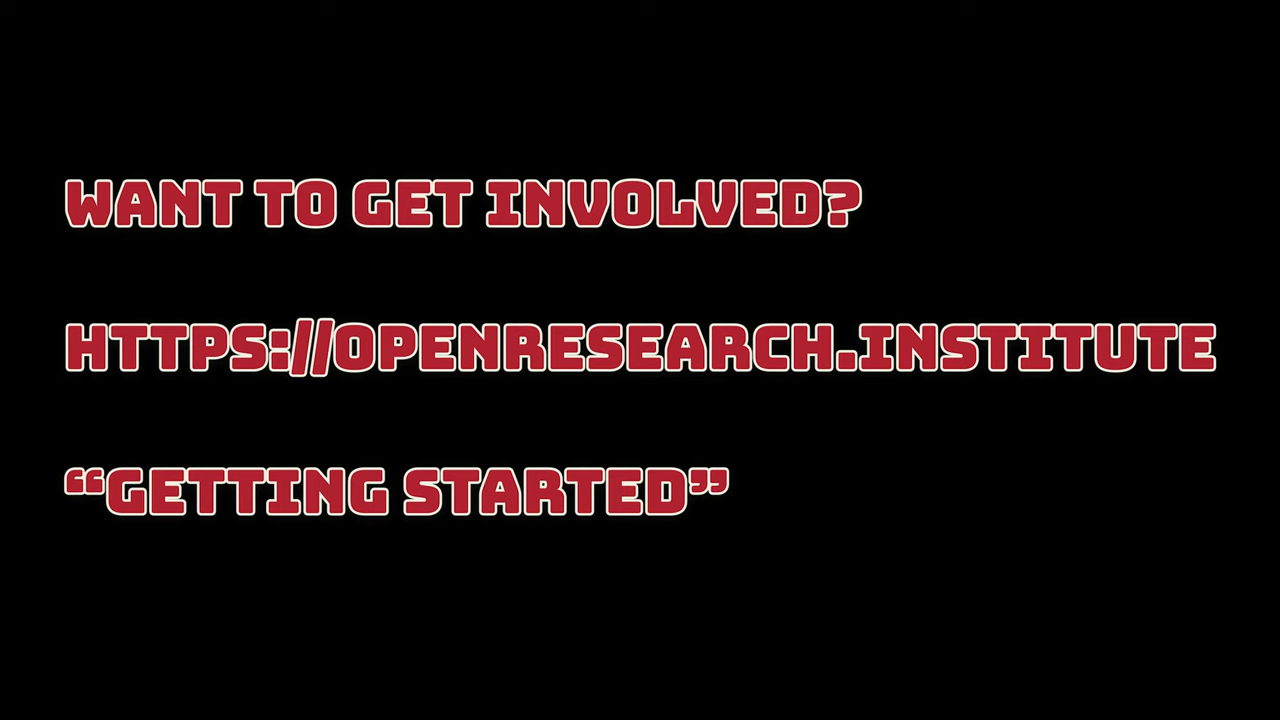 WANT TO GET INVOLVED?
HTTPS://OPENRESEARCH.INSTITUTE
“GETTING STARTED”